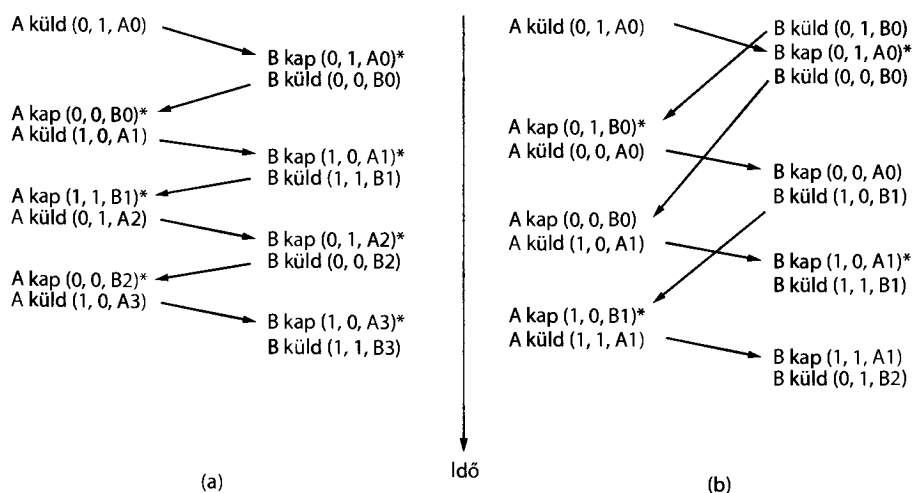 A küld (0, 1, A0)
B kap (0, 1, A0)*
B küld (0, 0, B0)
A kap (0, 0, B0)*
A küld (1, 0, A1)
B kap (1, 0, A1)*
B küld (1, 1, B1)
A kap (1, 1, B1)*
A küld (0, 1, A2)
B kap (0, 1, A2)*
B küld (0, 0, B2)
A kap (0, 0, B2)*
A küld (1, 0, A3)
B kap (1, 0, A3)*
B küld (1, 1, B3)
(a)
Idő
A küld (0, 1, A0)
B küld (0, 1, B0)
B kap (0, 1, A0)*
B küld (0, 0, B0)
A kap (0, 1, B0)*
A küld (0, 0, A0)
B kap (0, 0, A0)
B küld (1, 0, B1)
A kap (0, 0, B0)
A küld (1, 0, A1)
B kap (1, 0, A1)*
B küld (1, 1, B1)
A kap (1, 0, B1)*
A küld (1, 1, A1)
B kap (1, 1, A1)
B küld (0, 1, B2)
(b)